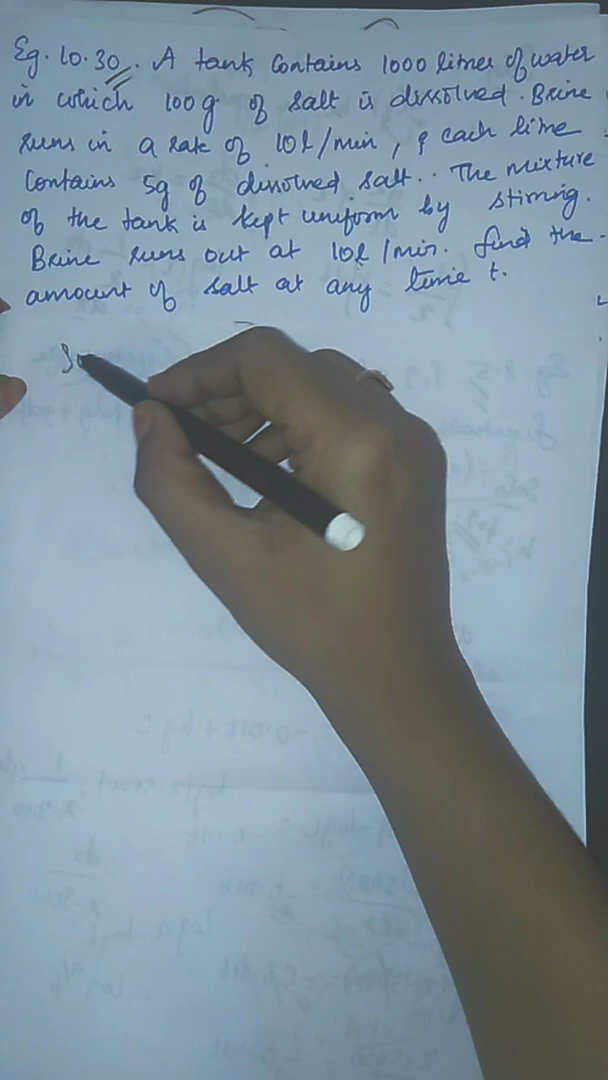 Eg. 10.30. A tank contains 1000 litres of water
in which 100g of salt is dissolved. Brine
runs in a rate of 10l/min, & each litre
contains 5g of dissolved salt.. The mixture
of the tank is kept uniform by stirring.
Brine runs out at 10l/min. find the
amount of salt at any time t.
So